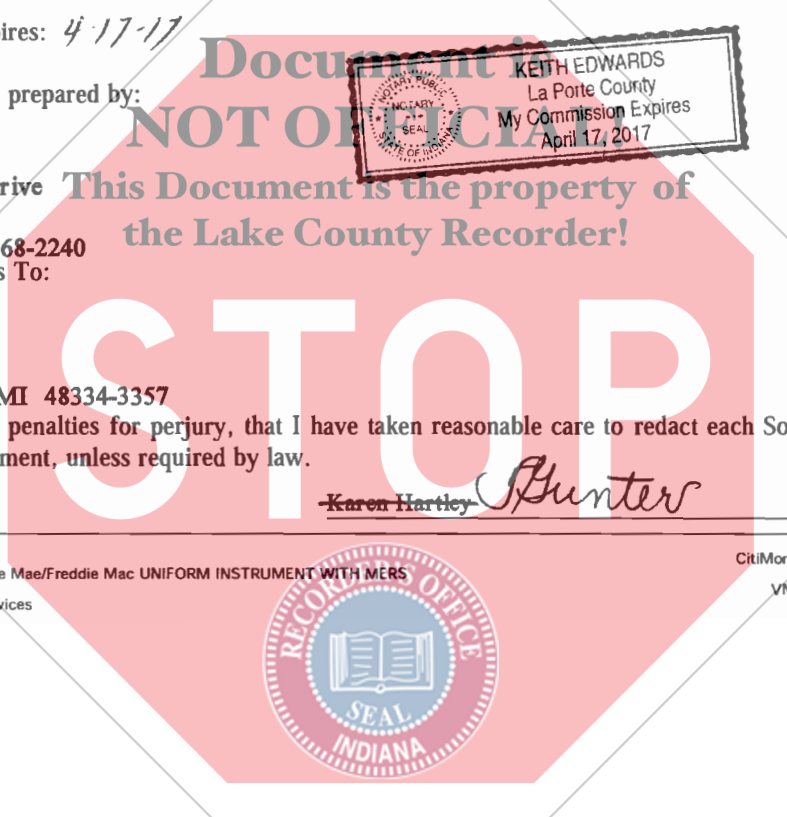 ires: 4-17-17
Document is
KEITH EDWARDS
La Porte County
My Commission Expires
April 17, 2017
NOTARY PUBLIC
NOTARY
SEAL
STATE OF INDIANA
prepared by:
NOT OFFICIAL!
rive
This Document is the property of
the Lake County Recorder!
68-2240
s To:
STOP
MI 48334-3357
penalties for perjury, that I have taken reasonable care to redact each So
ment, unless required by law.
Karen Hartley Gunter
e Mae/Freddie Mac UNIFORM INSTRUMENT WITH MERS
CitiMor
vices
VM
RECORDER'S OFFICE
SEAL
INDIANA